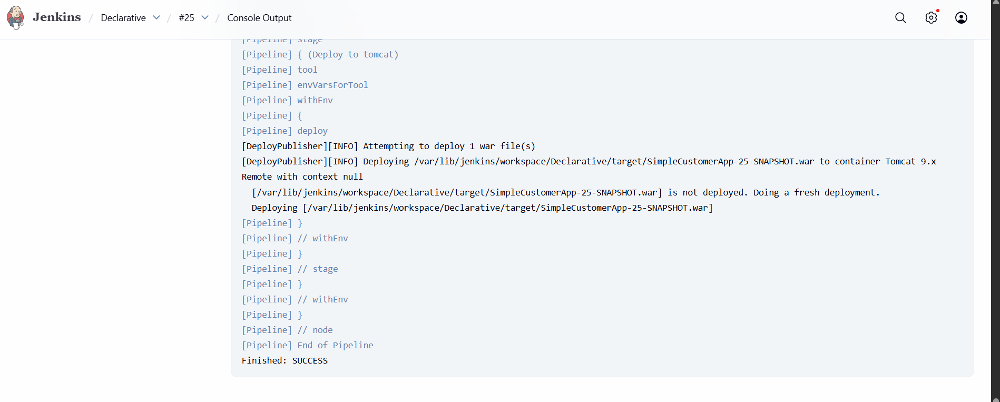 Jenkins / Declarative / #25 / Console Output
[Pipeline] stage
[Pipeline] { (Deploy to tomcat)
[Pipeline] tool
[Pipeline] envVarsForTool
[Pipeline] withEnv
[Pipeline] {
[Pipeline] deploy
[DeployPublisher][INFO] Attempting to deploy 1 war file(s)
[DeployPublisher][INFO] Deploying /var/lib/jenkins/workspace/Declarative/target/SimpleCustomerApp-25-SNAPSHOT.war to container Tomcat 9.x
Remote with context null
[/var/lib/jenkins/workspace/Declarative/target/SimpleCustomerApp-25-SNAPSHOT.war] is not deployed. Doing a fresh deployment.
Deploying [/var/lib/jenkins/workspace/Declarative/target/SimpleCustomerApp-25-SNAPSHOT.war]
[Pipeline] }
[Pipeline] // withEnv
[Pipeline] }
[Pipeline] // stage
[Pipeline] }
[Pipeline] // withEnv
[Pipeline] }
[Pipeline] // node
[Pipeline] End of Pipeline
Finished: SUCCESS